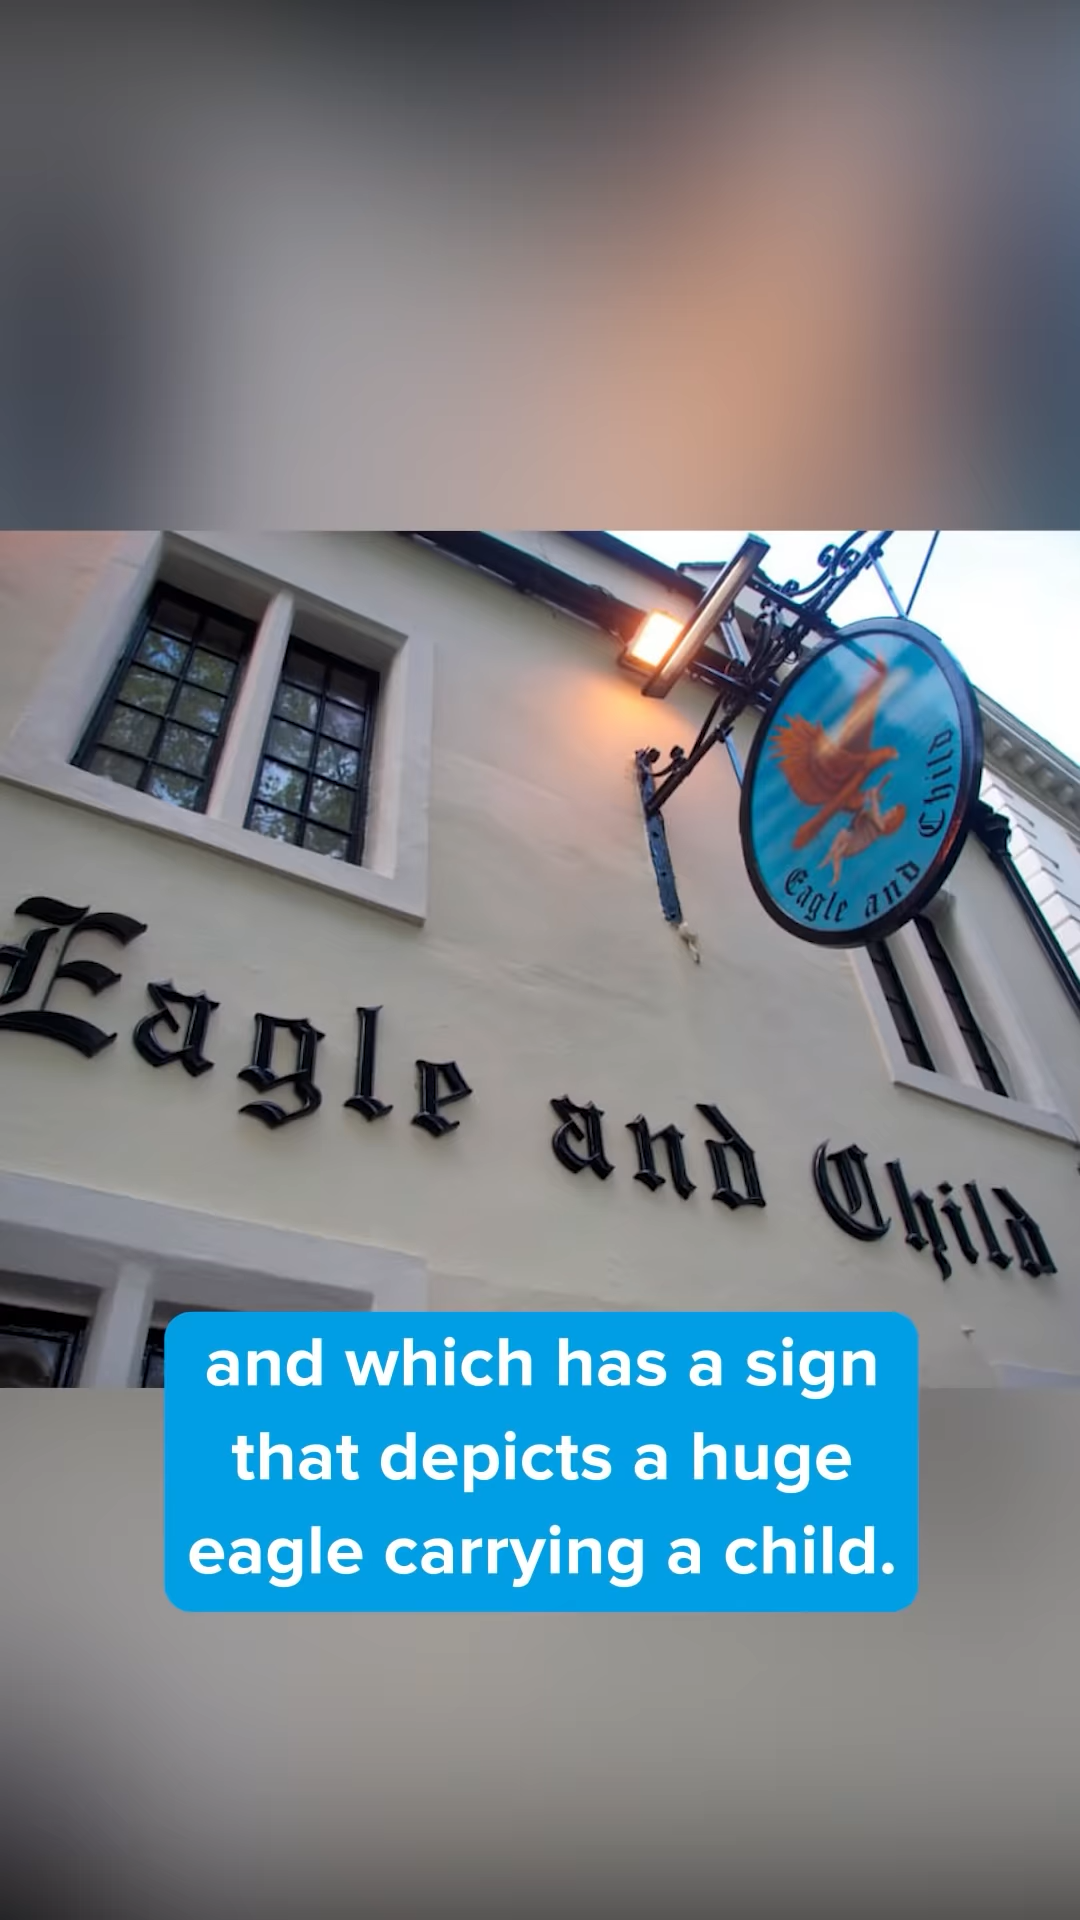 Eagle and Child
Eagle and Child
and which has a sign
that depicts a huge
eagle carrying a child.